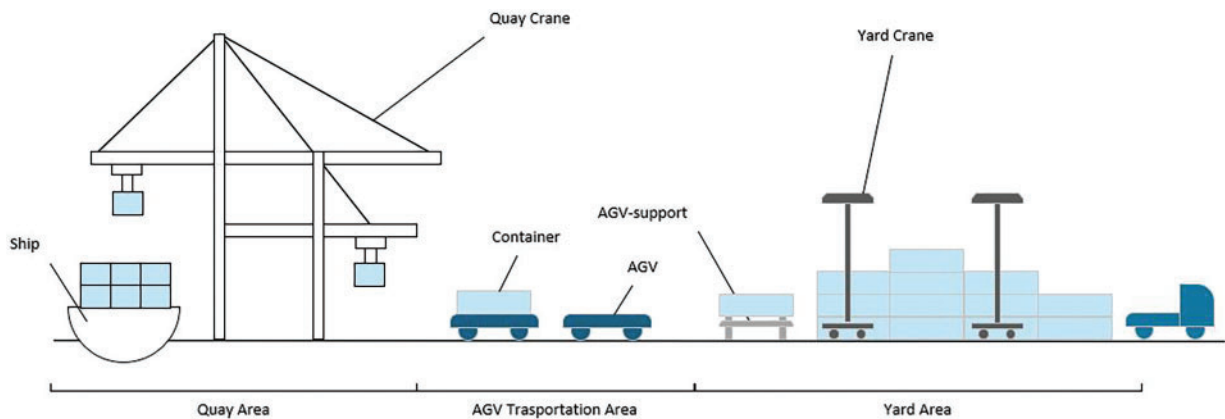 Quay Crane
Yard Crane
AGV-support
Ship
Container
AGV
Quay Area
AGV Trasportation Area
Yard Area